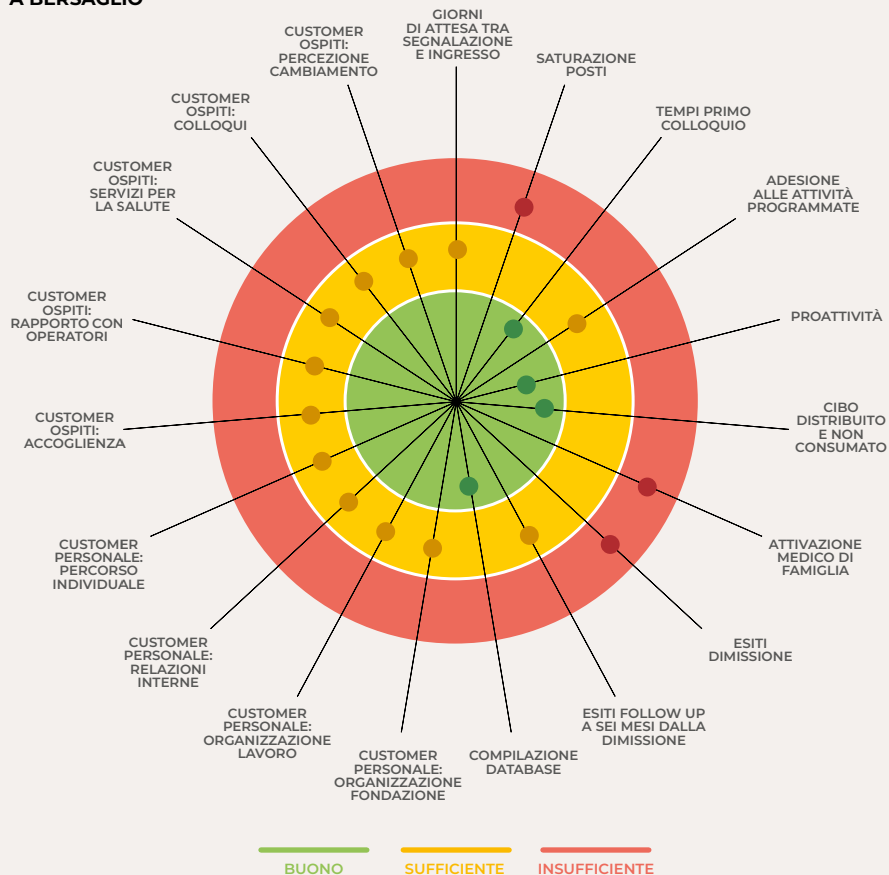 A BERSAGLIO
GIORNI
DI ATTESA TRA
SEGNALAZIONE
E INGRESSO
SATURAZIONE
POSTI
TEMPI PRIMO
COLLOQUIO
ADESIONE
ALLE ATTIVITÀ
PROGRAMMATE
PROATTIVITÀ
CIBO
DISTRIBUITO
E NON
CONSUMATO
ATTIVAZIONE
MEDICO DI
FAMIGLIA
ESITI
DIMISSIONE
ESITI FOLLOW UP
A SEI MESI DALLA
DIMISSIONE
COMPILAZIONE
DATABASE
CUSTOMER
PERSONALE:
ORGANIZZAZIONE
FONDAZIONE
CUSTOMER
PERSONALE:
ORGANIZZAZIONE
LAVORO
CUSTOMER
PERSONALE:
RELAZIONI
INTERNE
CUSTOMER
PERSONALE:
PERCORSO
INDIVIDUALE
CUSTOMER
OSPITI:
ACCOGLIENZA
CUSTOMER
OSPITI:
RAPPORTO CON
OPERATORI
CUSTOMER
OSPITI:
SERVIZI PER
LA SALUTE
CUSTOMER
OSPITI:
COLLOQUI
CUSTOMER
OSPITI:
PERCEZIONE
CAMBIAMENTO
BUONO
SUFFICIENTE
INSUFFICIENTE